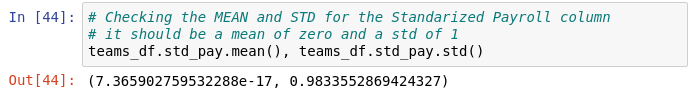 In [44]: # Checking the MEAN and STD for the Standarized Payroll column
# it should be a mean of zero and a std of 1
teams_df.std_pay.mean(), teams_df.std_pay.std()
Out[44]: (7.365902759532288e-17, 0.9833552869424327)